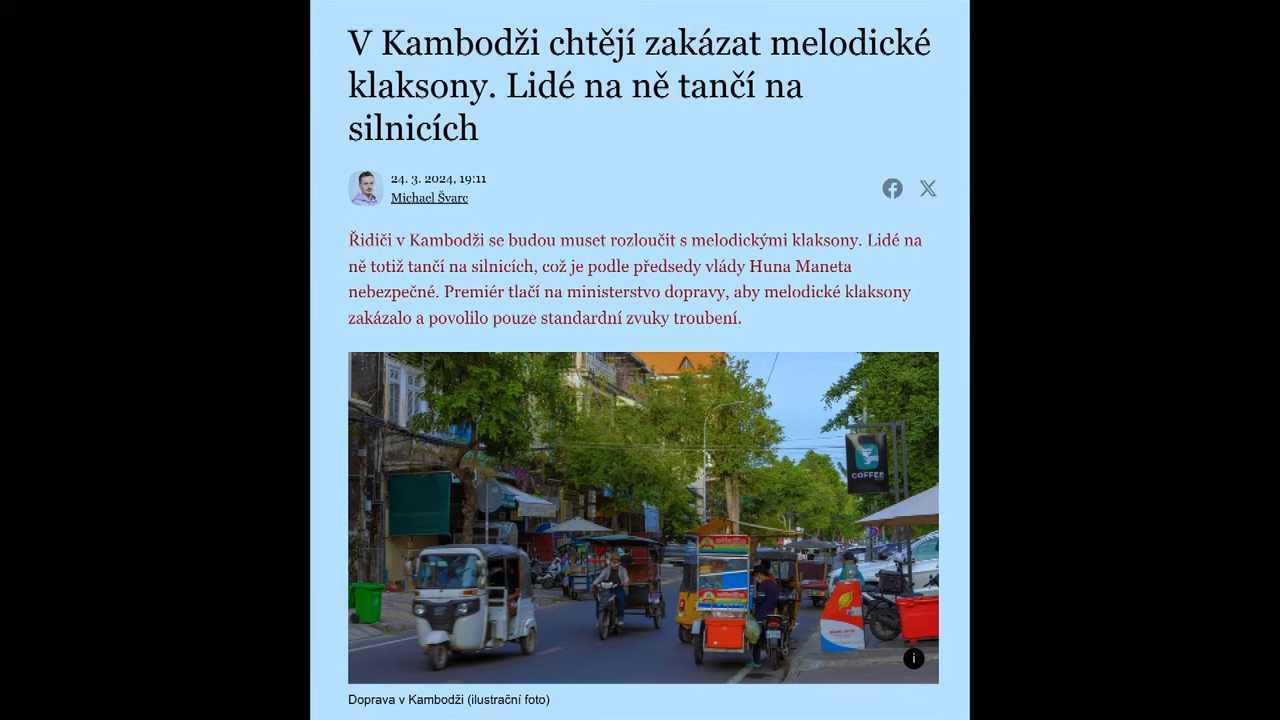 V Kambodži chtějí zakázat melodické
klaksony. Lidé na ně tančí na
silnicích
24. 3. 2024, 19:11
Michael Švarc
Řidiči v Kambodži se budou muset rozloučit s melodickými klaksony. Lidé na
ně totiž tančí na silnicích, což je podle předsedy vlády Huna Maneta
nebezpečné. Premiér tlačí na ministerstvo dopravy, aby melodické klaksony
zakázalo a povolilo pouze standardní zvuky troubení.
COFFEE
i
Doprava v Kambodži (ilustrační foto)